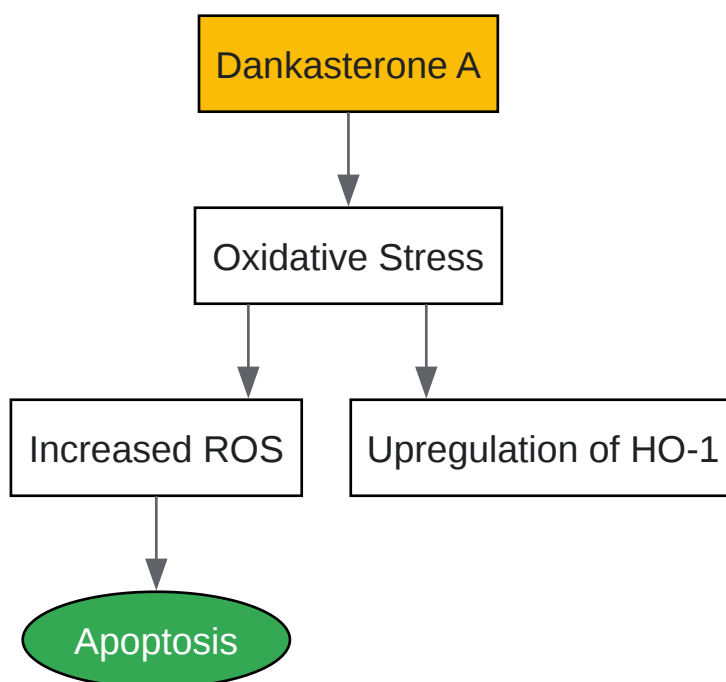 Dankasterone A
Oxidative Stress
Increased ROS
Upregulation of HO-1
Apoptosis